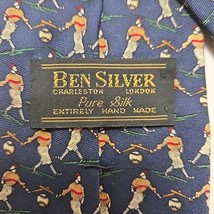 BEN SILVER
CHARLESTON LONDON
Pure Silk
ENTIRELY HAND MADE